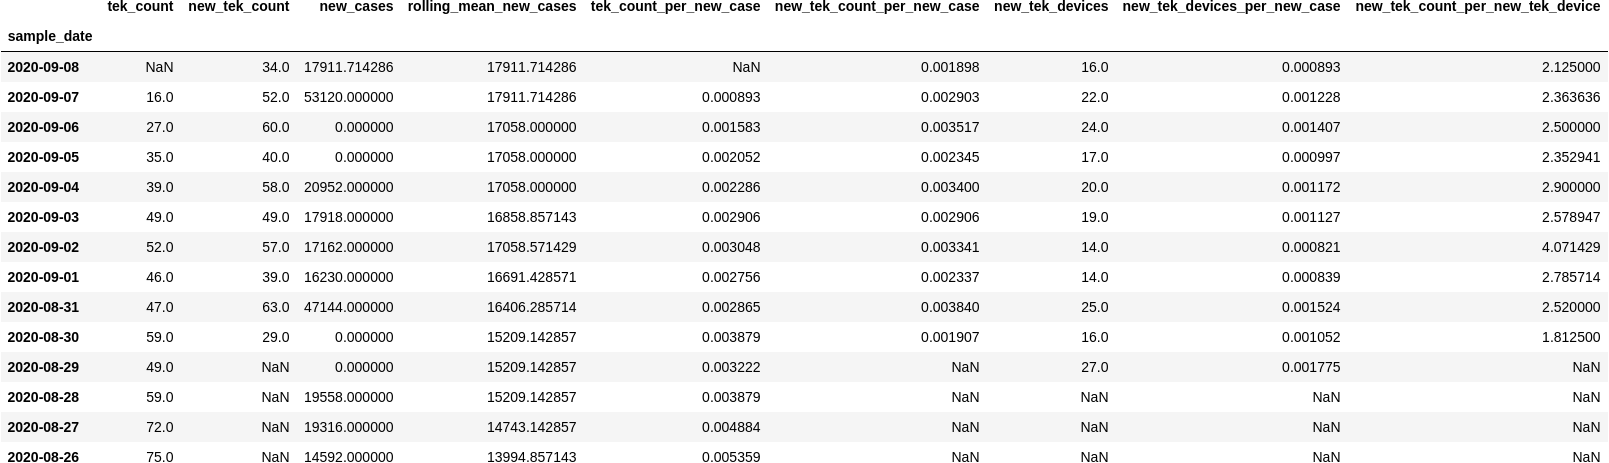 tek_count new_tek_count new_cases rolling_mean_new_cases tek_count_per_new_case new_tek_count_per_new_case new_tek_devices new_tek_devices_per_new_case new_tek_count_per_new_tek_device
sample_date
2020-09-08 NaN 34.0 17911.714286 17911.714286 NaN 0.001898 16.0 0.000893 2.125000
2020-09-07 16.0 52.0 53120.000000 17911.714286 0.000893 0.002903 22.0 0.001228 2.363636
2020-09-06 27.0 60.0 0.000000 17058.000000 0.001583 0.003517 24.0 0.001407 2.500000
2020-09-05 35.0 40.0 0.000000 17058.000000 0.002052 0.002345 17.0 0.000997 2.352941
2020-09-04 39.0 58.0 20952.000000 17058.000000 0.002286 0.003400 20.0 0.001172 2.900000
2020-09-03 49.0 49.0 17918.000000 16858.857143 0.002906 0.002906 19.0 0.001127 2.578947
2020-09-02 52.0 57.0 17162.000000 17058.571429 0.003048 0.003341 14.0 0.000821 4.071429
2020-09-01 46.0 39.0 16230.000000 16691.428571 0.002756 0.002337 14.0 0.000839 2.785714
2020-08-31 47.0 63.0 47144.000000 16406.285714 0.002865 0.003840 25.0 0.001524 2.520000
2020-08-30 59.0 29.0 0.000000 15209.142857 0.003879 0.001907 16.0 0.001052 1.812500
2020-08-29 49.0 NaN 0.000000 15209.142857 0.003222 NaN 27.0 0.001775 NaN
2020-08-28 59.0 NaN 19558.000000 15209.142857 0.003879 NaN NaN NaN NaN
2020-08-27 72.0 NaN 19316.000000 14743.142857 0.004884 NaN NaN NaN NaN
2020-08-26 75.0 NaN 14592.000000 13994.857143 0.005359 NaN NaN NaN NaN